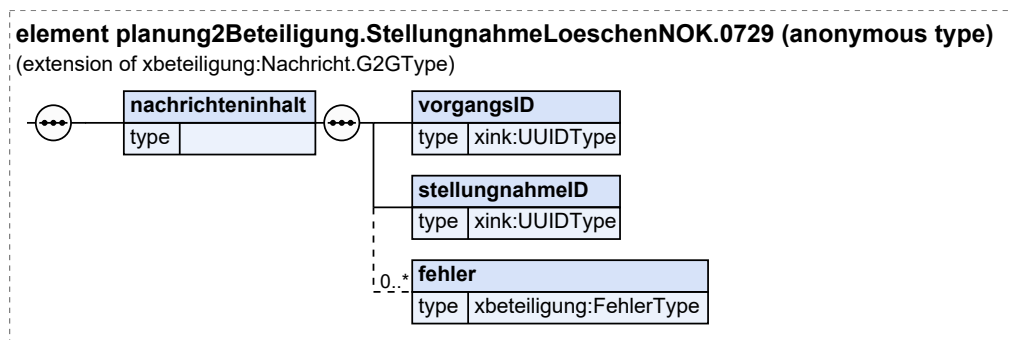 element planung2Beteiligung.StellungnahmeLoeschenNOK.0729 (anonymous type)
(extension of xbeteiligung:Nachricht.G2GType)
nachrichteninhalt
type
vorgangsID
type xink:UUIDType
stellungnahmeID
type xink:UUIDType
0..*
fehler
type xbeteiligung:FehlerType